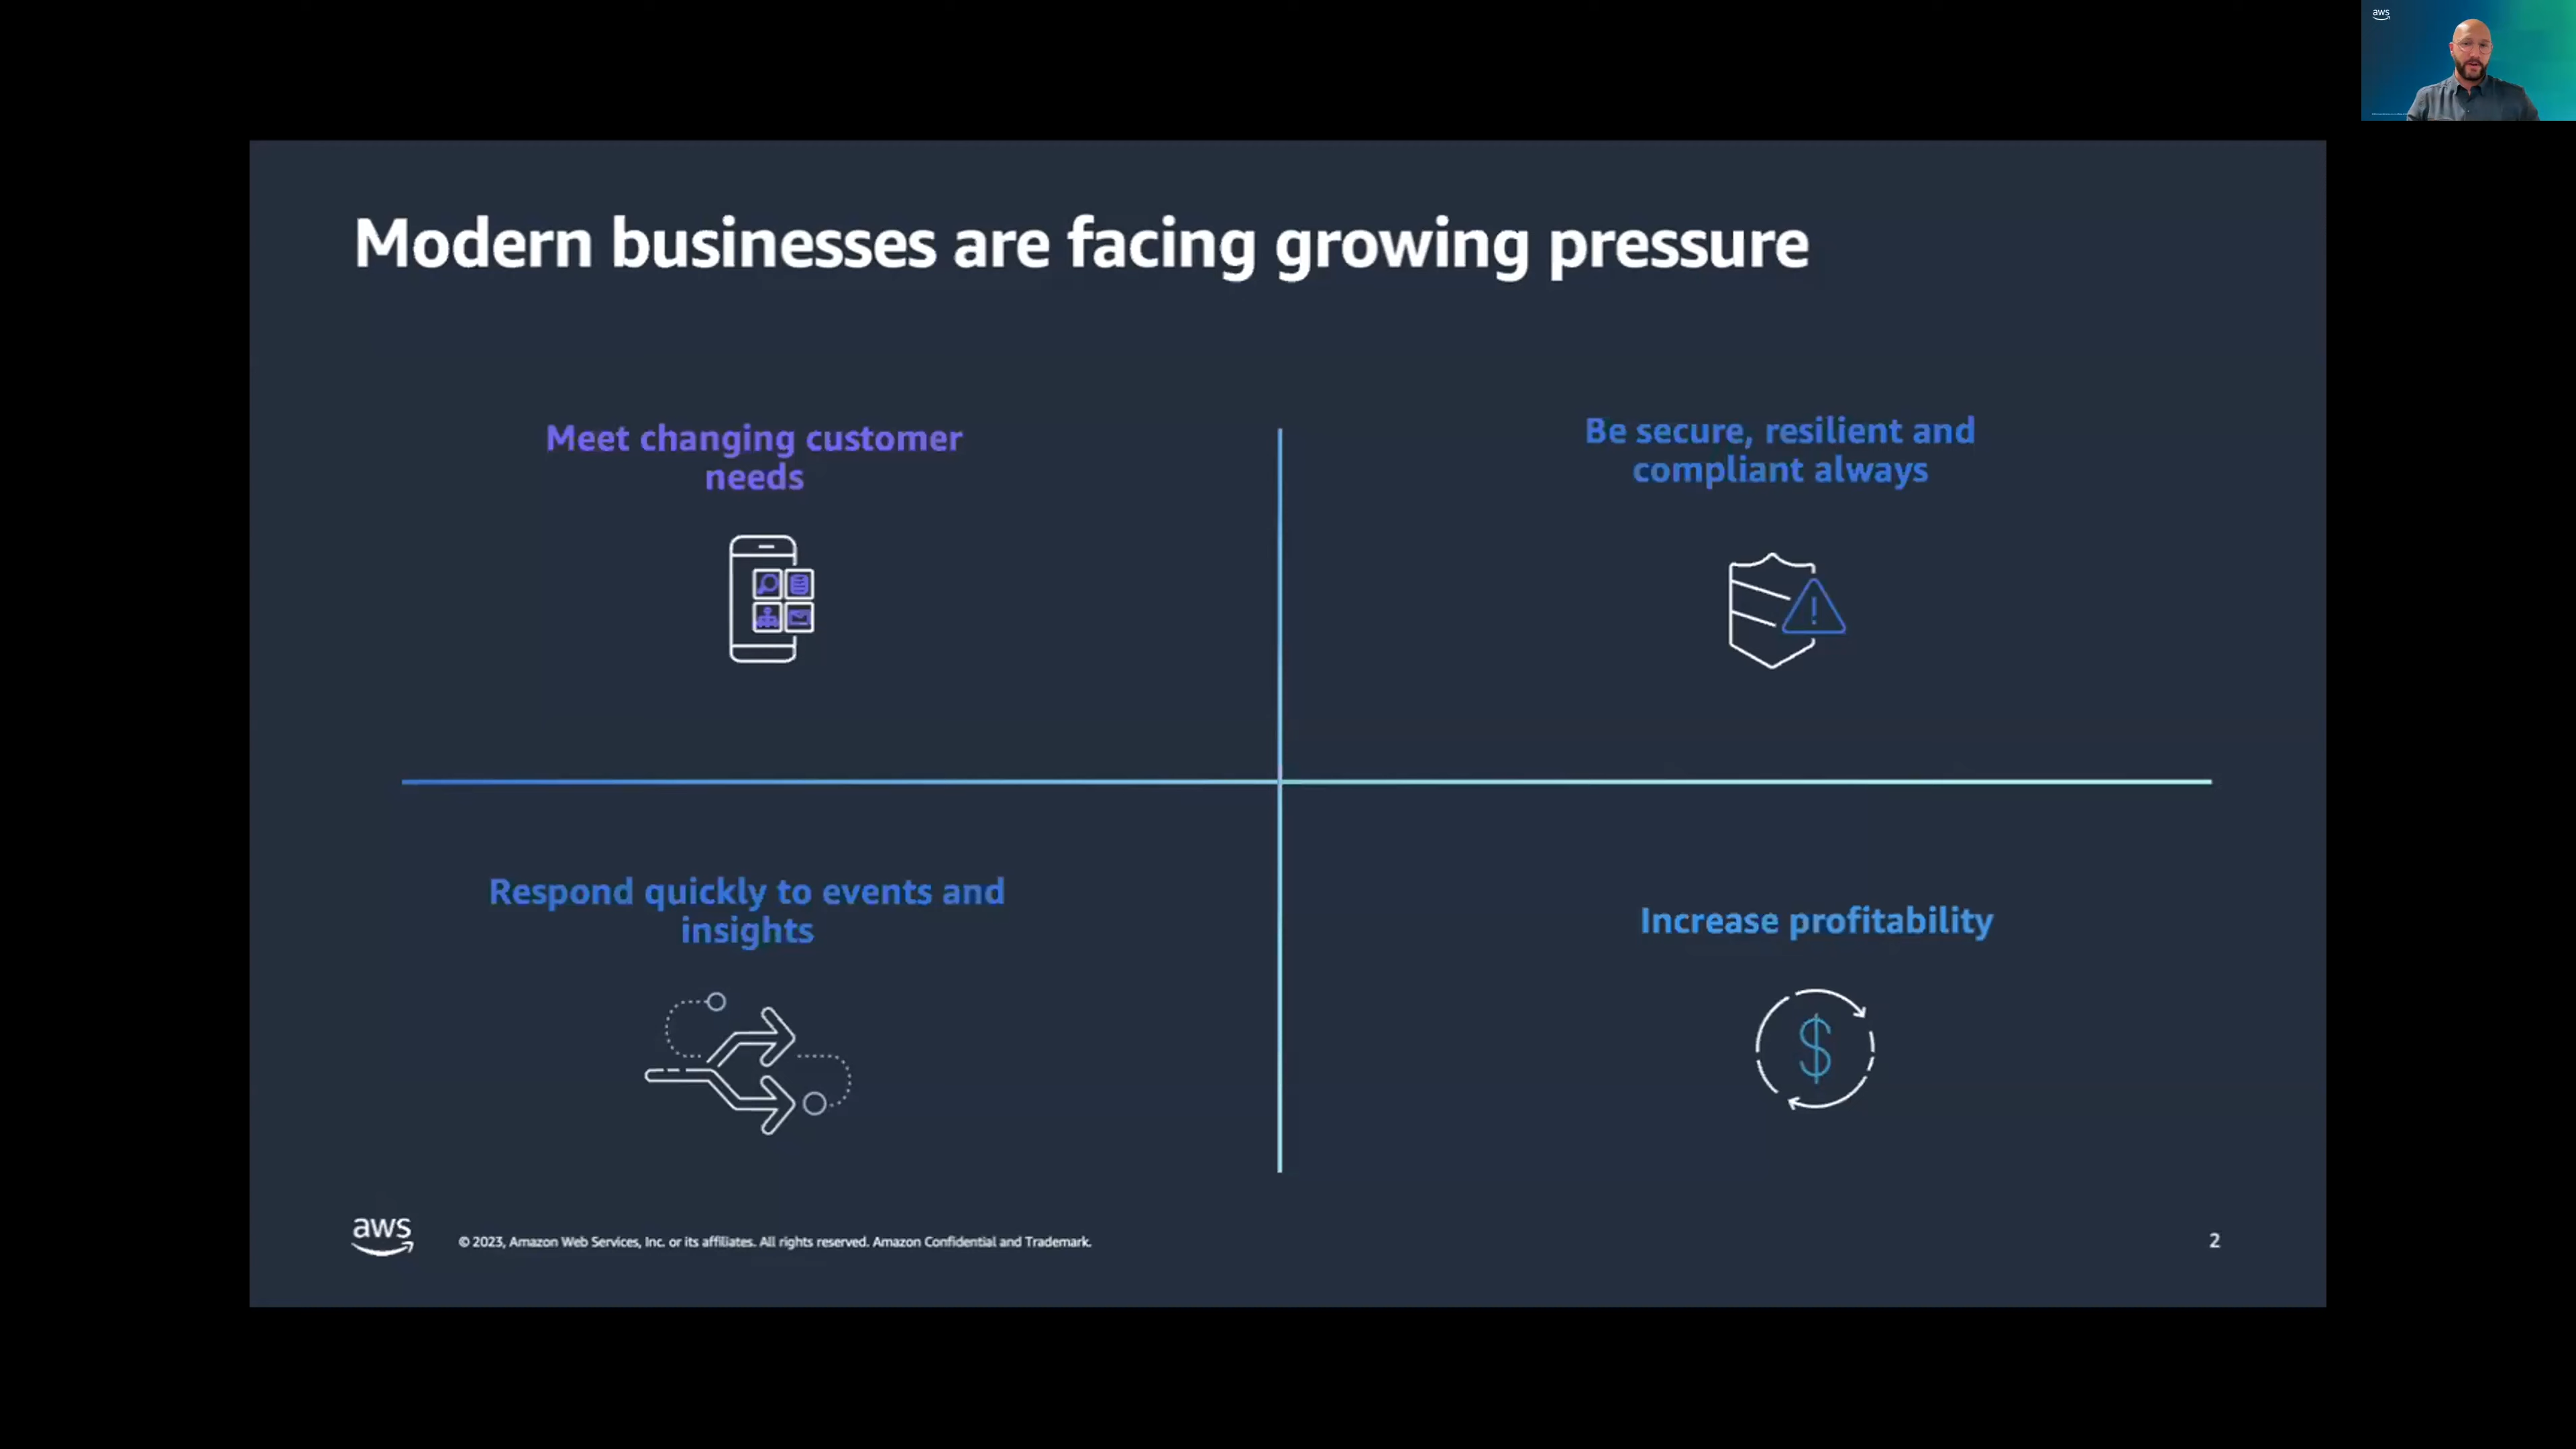 aws
Modern businesses are facing growing pressure
Meet changing customer
needs
Be secure, resilient and
compliant always
Respond quickly to events and
insights
Increase profitability
$
aws
© 2023, Amazon Web Services, Inc. or its affiliates. All rights reserved. Amazon Confidential and Trademark.
2